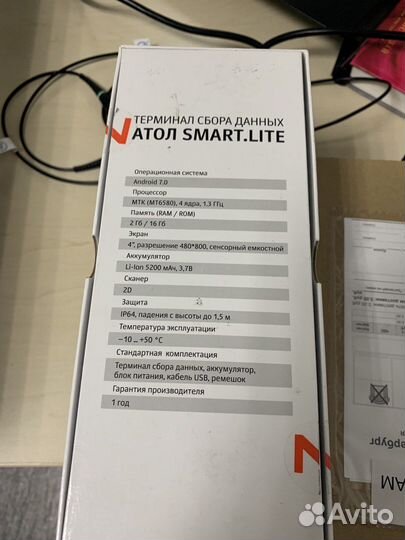 ТЕРМИНАЛ СБОРА ДАННЫХ
АТОЛ SMART.LITE
Операционная система
Android 7.0
Процессор
MTK (MT6580), 4 ядра, 1.3 ГГц
Память (RAM / ROM)
2 Гб / 16 Гб
Экран
4", разрешение 480*800, сенсорный емкостной
Аккумулятор
Li-Ion 5200 мАч, 3,7В
Сканер
2D
Защита
IP64, падения с высоты до 1,5 м
Температура эксплуатации
–10 ... +50 °C
Стандартная комплектация
Терминал сбора данных, аккумулятор,
блок питания, кабель USB, ремешок
Гарантия производителя
1 год
Avito